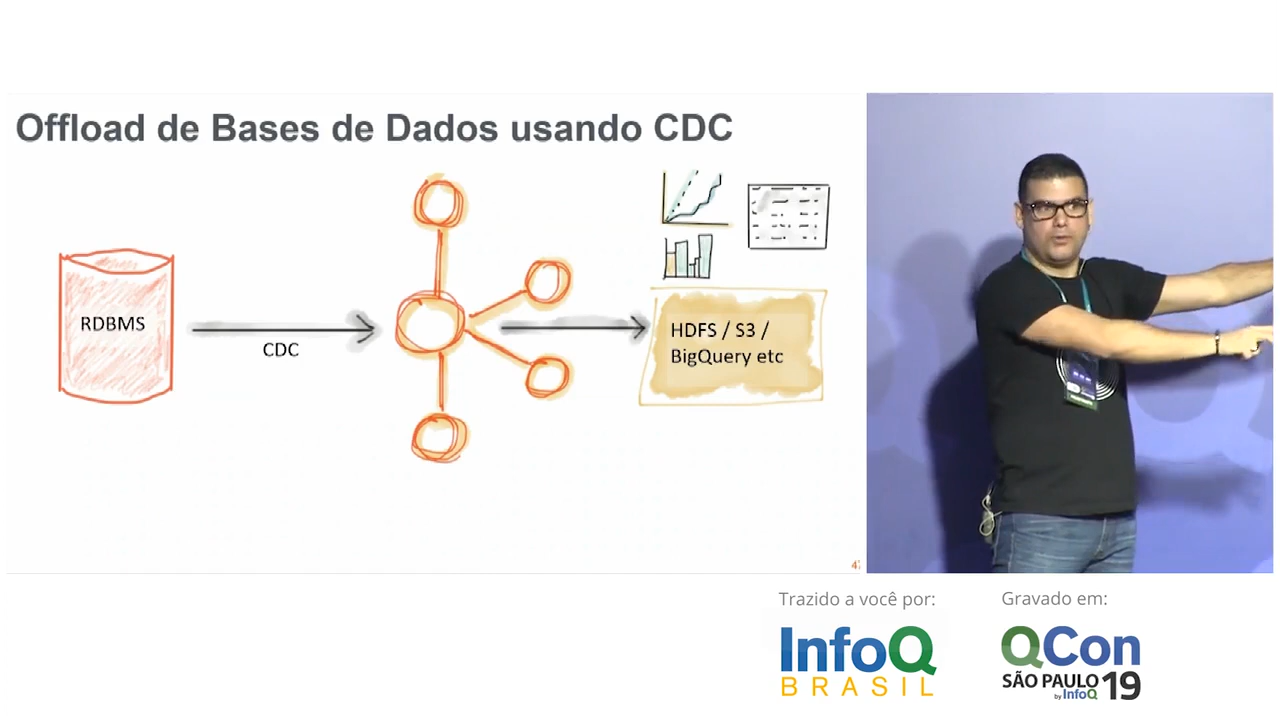 Offload de Bases de Dados usando CDC
RDBMS
CDC
HDFS / S3 /
BigQuery etc
Trazido a você por:
InfoQ
BRASIL
Gravado em:
QCon
SÃO PAULO 19
by InfoQ